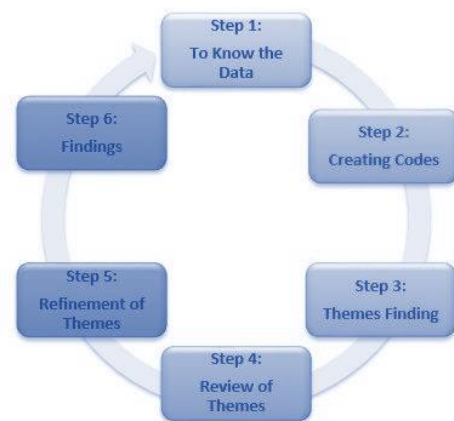 Step 1:
To Know the
Data
Step 2:
Creating Codes
Step 3:
Themes Finding
Step 4:
Review of
Themes
Step 5:
Refinement of
Themes
Step 6:
Findings